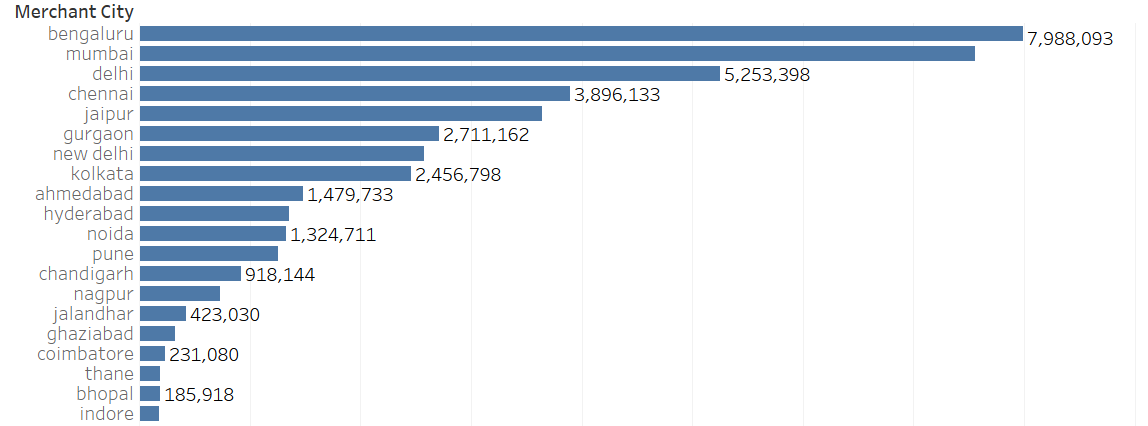 Merchant City
bengaluru 7,988,093
mumbai
delhi 5,253,398
chennai 3,896,133
jaipur
gurgaon 2,711,162
new delhi
kolkata 2,456,798
ahmedabad 1,479,733
hyderabad
noida 1,324,711
pune
chandigarh 918,144
nagpur
jalandhar 423,030
ghaziabad
coimbatore 231,080
thane
bhopal 185,918
indore